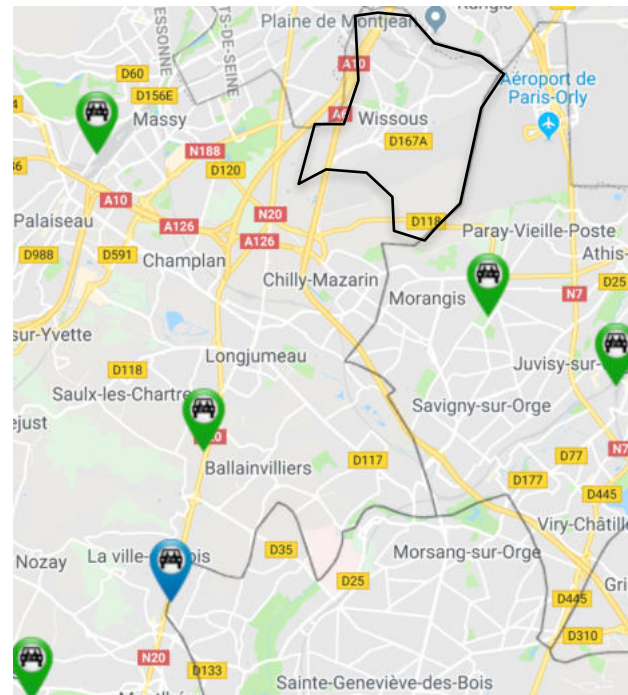 Rungis
Plaine de Montjean
ESSONNE
TS-DE-SEINE
D60
A10
Aéroport de
Paris-Orly
D156E
Massy
A6
Wissous
D167A
N188
D120
A10
N20
D118
Palaiseau
A126
A126
Paray-Vieille-Poste
D988
D591
Champlan
Athis-
Chilly-Mazarin
D25
Morangis
N7
sur-Yvette
Longjumeau
D118
Juvisy-sur-
Saulx-les-Chartre
Savigny-sur-Orge
ejust
20
Ballainvilliers
D117
D77
N7
D177
D445
Viry-Châtille
La ville-
ois
D35
Morsang-sur-Orge
Nozay
D25
Gri
D445
D310
N20
D133
Sainte-Geneviève-des-Bois